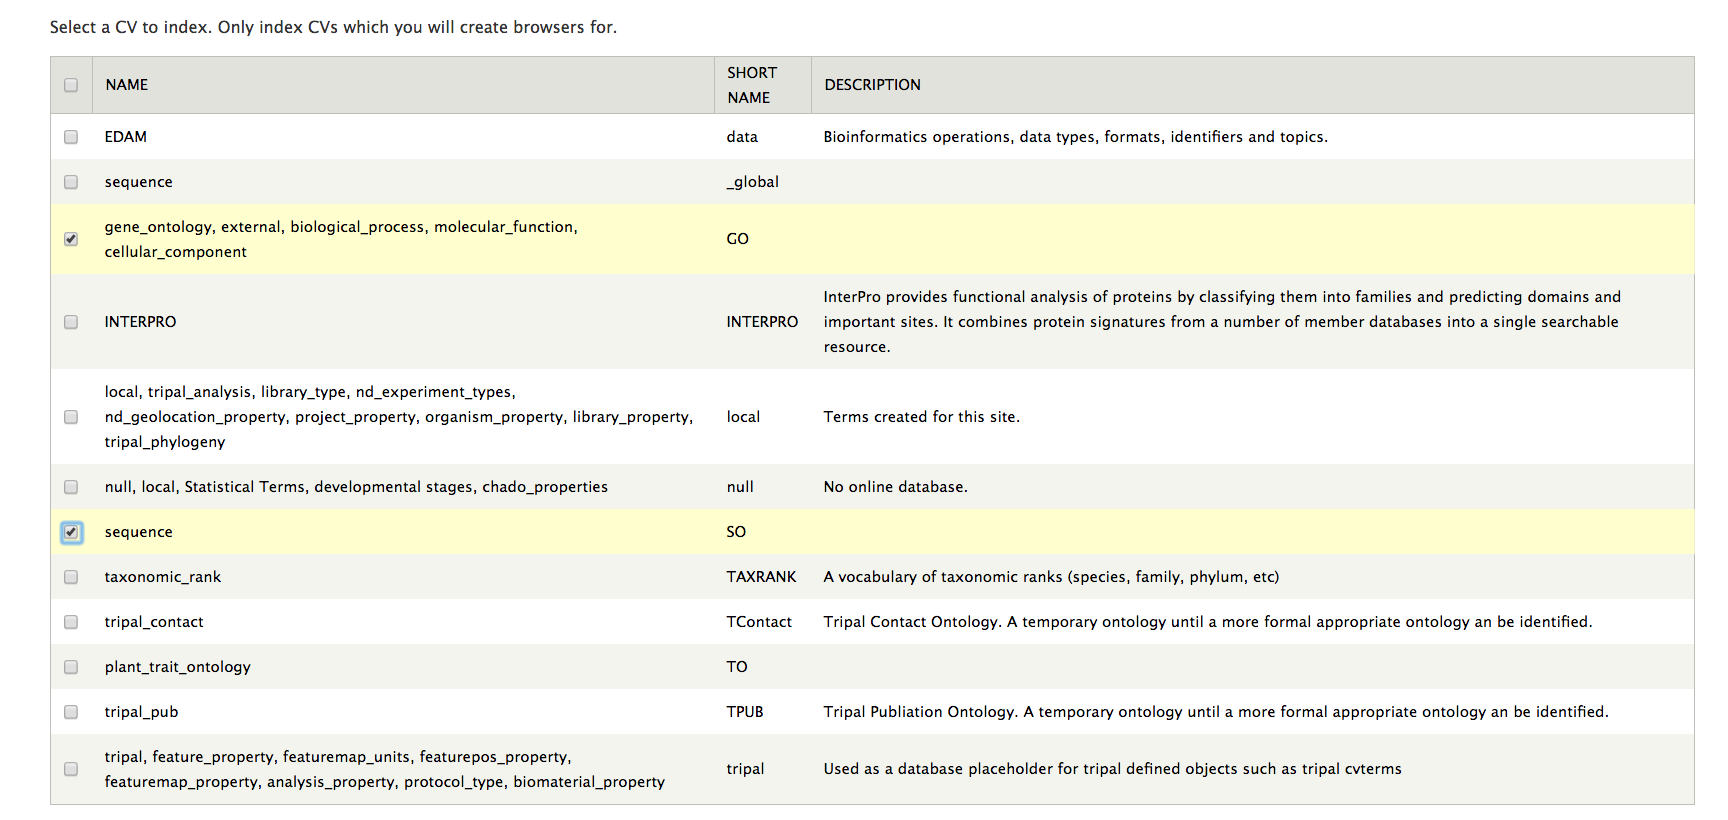 Select a CV to index. Only index CVs which you will create browsers for.
NAME
SHORT
NAME
DESCRIPTION
EDAM
data
Bioinformatics operations, data types, formats, identifiers and topics.
sequence
_global
gene_ontology, external, biological_process, molecular_function,
cellular_component
GO
INTERPRO
INTERPRO
InterPro provides functional analysis of proteins by classifying them into families and predicting domains and
important sites. It combines protein signatures from a number of member databases into a single searchable
resource.
local, tripal_analysis, library_type, nd_experiment_types,
nd_geolocation_property, project_property, organism_property, library_property,
tripal_phylogeny
local
Terms created for this site.
null, local, Statistical Terms, developmental stages, chado_properties
null
No online database.
sequence
SO
taxonomic_rank
TAXRANK
A vocabulary of taxonomic ranks (species, family, phylum, etc)
tripal_contact
TContact
Tripal Contact Ontology. A temporary ontology until a more formal appropriate ontology an be identified.
plant_trait_ontology
TO
tripal_pub
TPUB
Tripal Publiation Ontology. A temporary ontology until a more formal appropriate ontology an be identified.
tripal, feature_property, featuremap_units, featurepos_property,
featuremap_property, analysis_property, protocol_type, biomaterial_property
tripal
Used as a database placeholder for tripal defined objects such as tripal cvterms